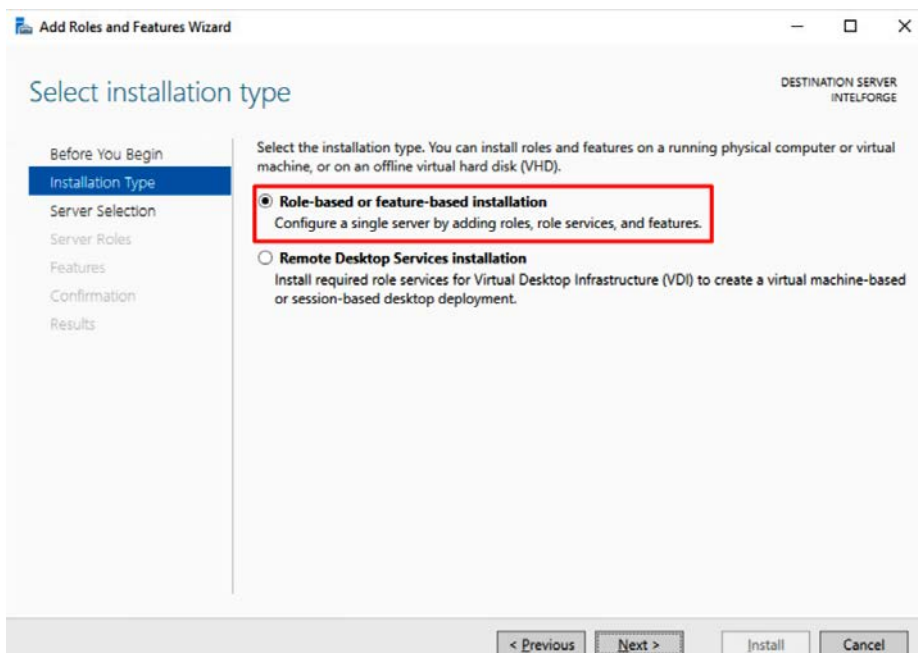 Add Roles and Features Wizard
Select installation type
DESTINATION SERVER
INTELFORGE
Before You Begin
Installation Type
Server Selection
Server Roles
Features
Confirmation
Results
Select the installation type. You can install roles and features on a running physical computer or virtual
machine, or on an offline virtual hard disk (VHD).
Role-based or feature-based installation
Configure a single server by adding roles, role services, and features.
Remote Desktop Services installation
Install required role services for Virtual Desktop Infrastructure (VDI) to create a virtual machine-based
or session-based desktop deployment.
< Previous
Next >
Install
Cancel